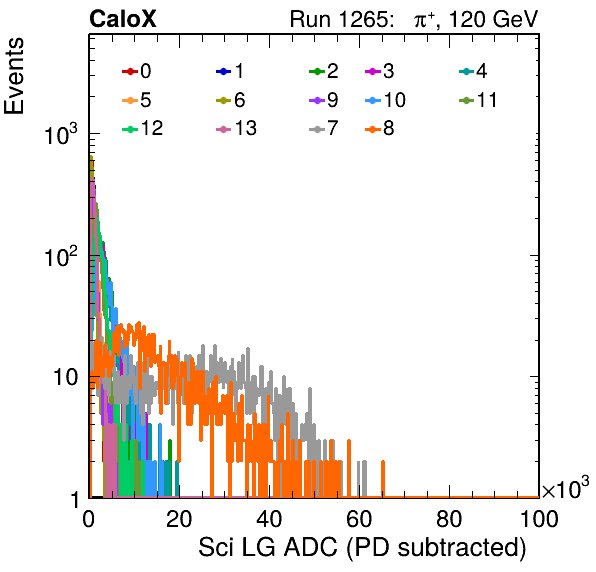 CaloX Run 1265: π⁺, 120 GeV
Events
0 1 2 3 4
5 6 9 10 11
12 13 7 8
10³
10²
10
1
0 20 40 60 80 100 ×10³
Sci LG ADC (PD subtracted)